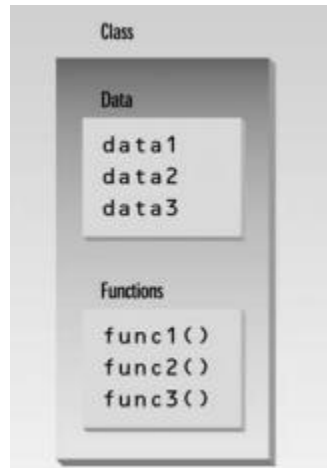 Class
Data
data1
data2
data3
Functions
func1()
func2()
func3()